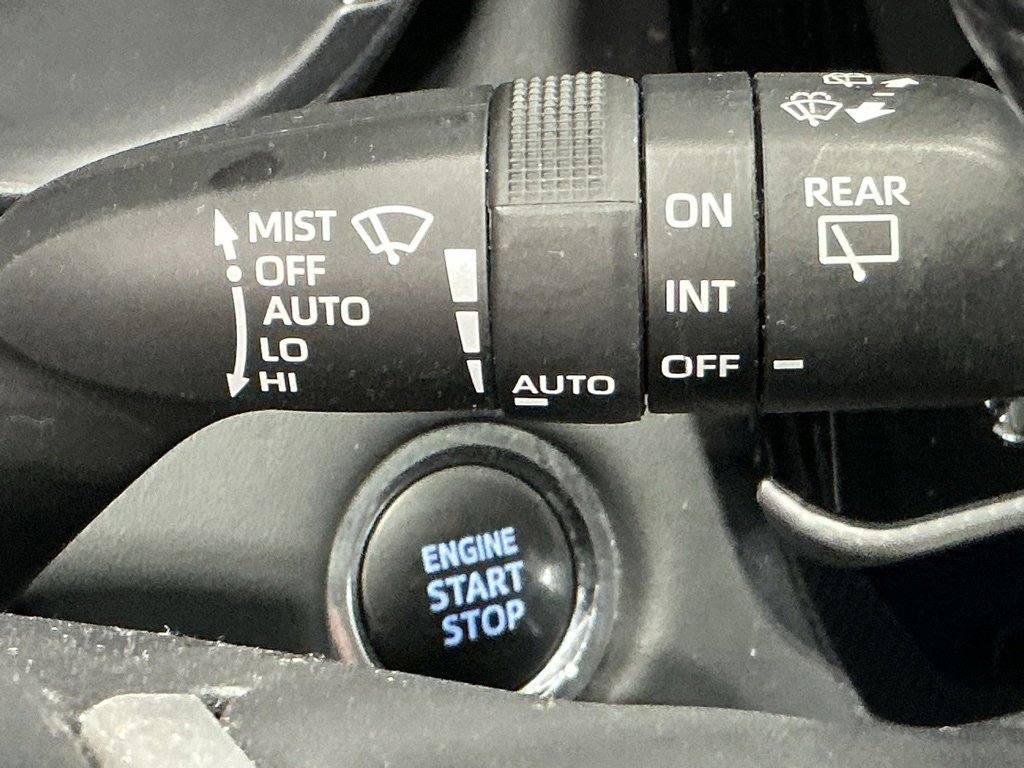 MIST
OFF
AUTO
LO
HI
AUTO
ON
INT
OFF
REAR
ENGINE
START
STOP